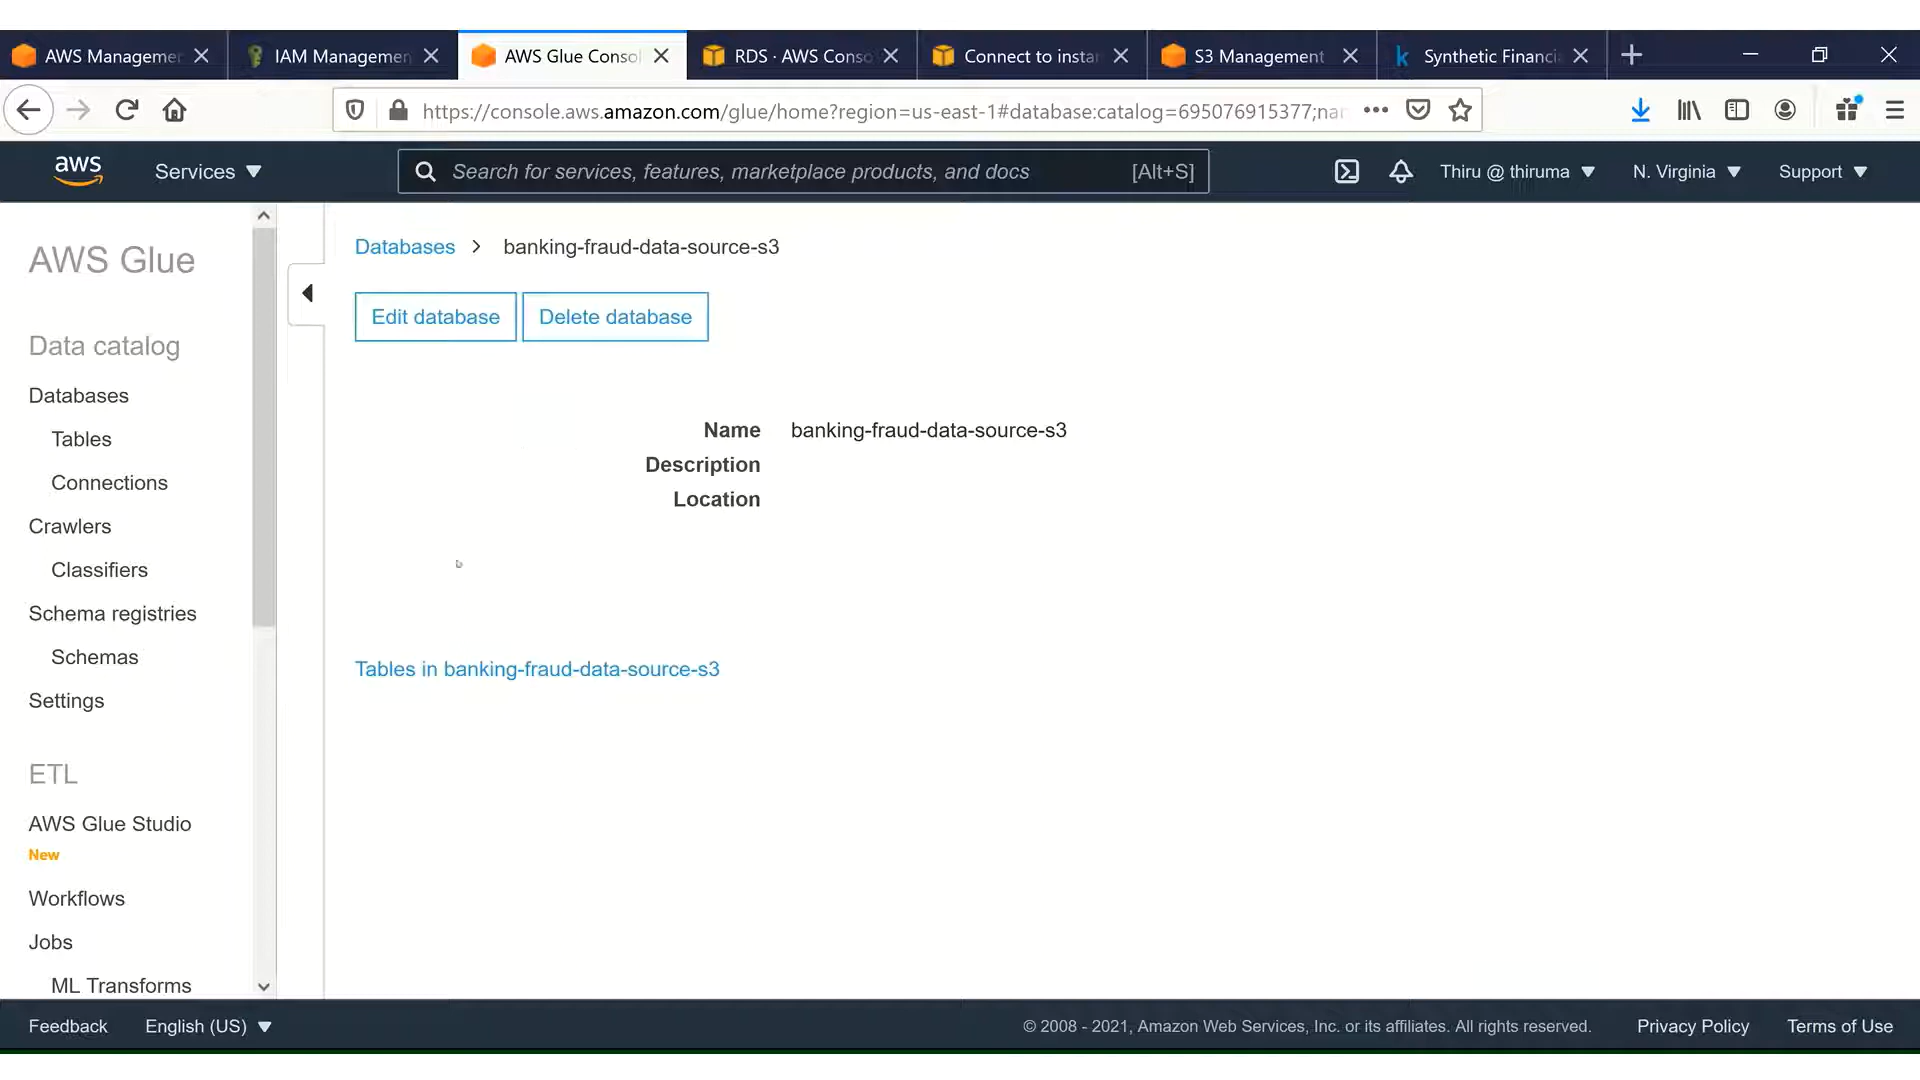 AWS Managemen
IAM Managemen
AWS Glue Consol
RDS · AWS Conso
Connect to instan
S3 Management
Synthetic Financia
https://console.aws.amazon.com/glue/home?region=us-east-1#database:catalog=695076915377;nar
aws
Services
Search for services, features, marketplace products, and docs
[Alt+S]
Thiru @ thiruma
N. Virginia
Support
AWS Glue
Data catalog
Databases
Tables
Connections
Crawlers
Classifiers
Schema registries
Schemas
Settings
ETL
AWS Glue Studio
New
Workflows
Jobs
ML Transforms
Databases > banking-fraud-data-source-s3
Edit database
Delete database
Name banking-fraud-data-source-s3
Description
Location
Tables in banking-fraud-data-source-s3
Feedback
English (US)
© 2008 - 2021, Amazon Web Services, Inc. or its affiliates. All rights reserved.
Privacy Policy
Terms of Use